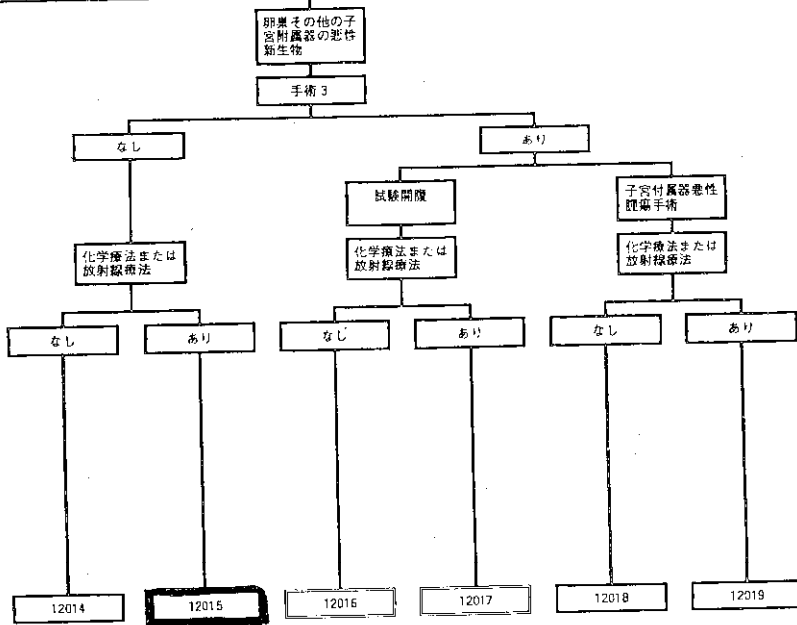 卵巣その他の子
宮附属器の悪性
新生物
手術3
なし
あり
試験開腹
子宮付属器悪性
腫瘍手術
化学療法または
放射線療法
化学療法または
放射線療法
化学療法または
放射線療法
なし
あり
なし
あり
なし
あり
12014
12015
12016
12017
12018
12019